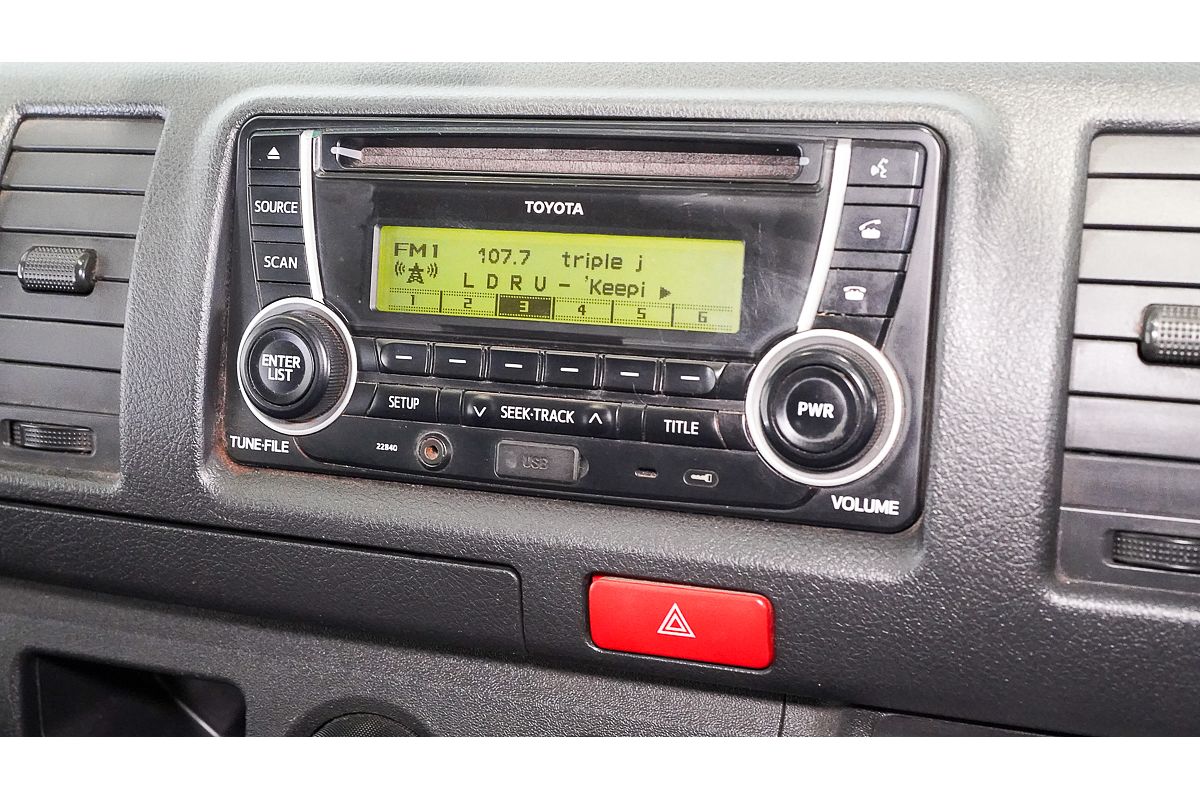 TOYOTA
SOURCE
SCAN
FM1 107.7 triple j
L D R U - 'Keepi
1 2 3 4 5 6
ENTER
LIST
PWR
SETUP
SEEK·TRACK
TITLE
TUNE·FILE
22840
USB
VOLUME